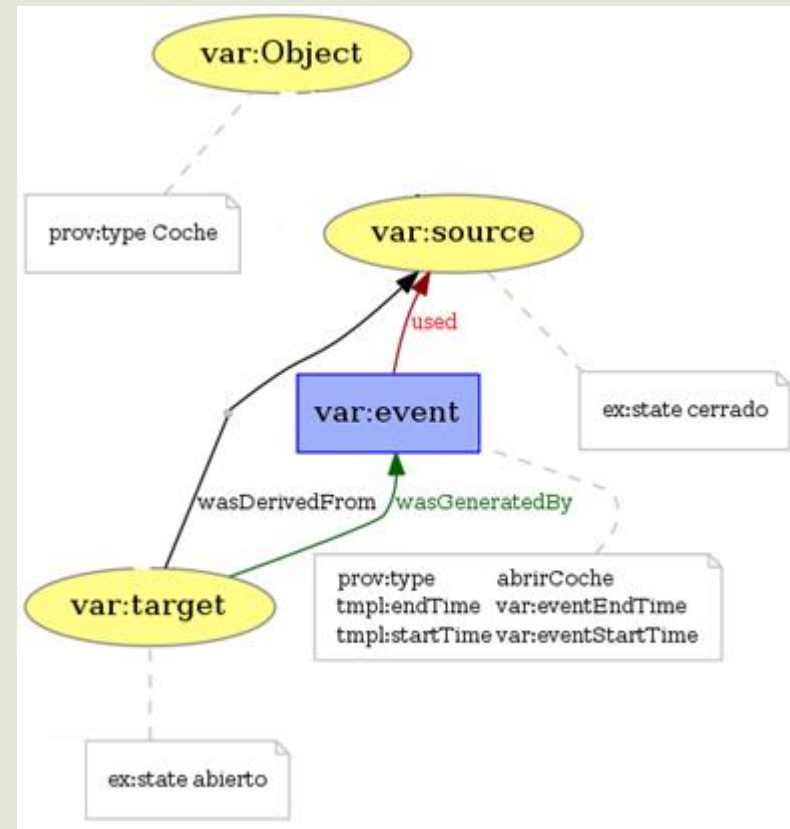 var:Object
prov:type Coche
var:source
used
var:event
ex:state cerrado
wasDerivedFrom
wasGeneratedBy
prov:type abrirCoche
tmpl:endTime var:eventEndTime
tmpl:startTime var:eventStartTime
var:target
ex:state abierto